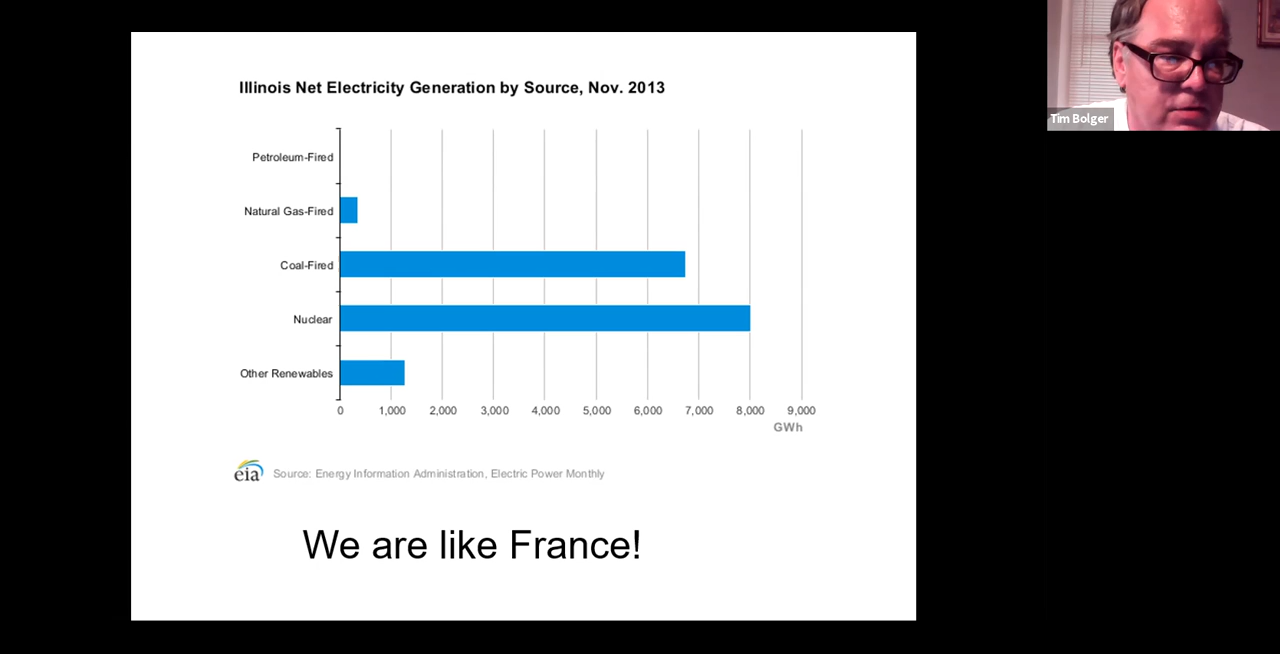 Illinois Net Electricity Generation by Source, Nov. 2013
Petroleum-Fired
Natural Gas-Fired
Coal-Fired
Nuclear
Other Renewables
0 1,000 2,000 3,000 4,000 5,000 6,000 7,000 8,000 9,000
GWh
eia Source: Energy Information Administration, Electric Power Monthly
We are like France!
Tim Bolger